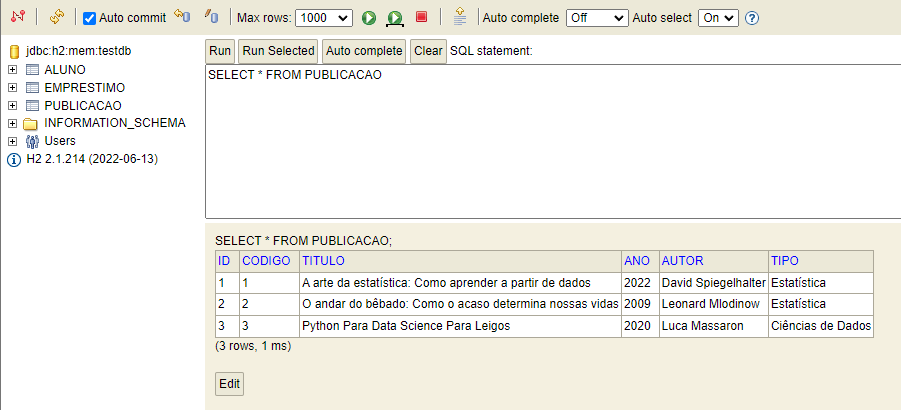 Auto commit Max rows: 1000 Auto complete Off Auto select On
jdbc:h2:mem:testdb
ALUNO
EMPRESTIMO
PUBLICACAO
INFORMATION_SCHEMA
Users
H2 2.1.214 (2022-06-13)
Run Run Selected Auto complete Clear SQL statement:
SELECT * FROM PUBLICACAO
SELECT * FROM PUBLICACAO;
ID CODIGO TITULO ANO AUTOR TIPO
1 1 A arte da estatística: Como aprender a partir de dados 2022 David Spiegelhalter Estatística
2 2 O andar do bêbado: Como o acaso determina nossas vidas 2009 Leonard Mlodinow Estatística
3 3 Python Para Data Science Para Leigos 2020 Luca Massaron Ciências de Dados
(3 rows, 1 ms)
Edit